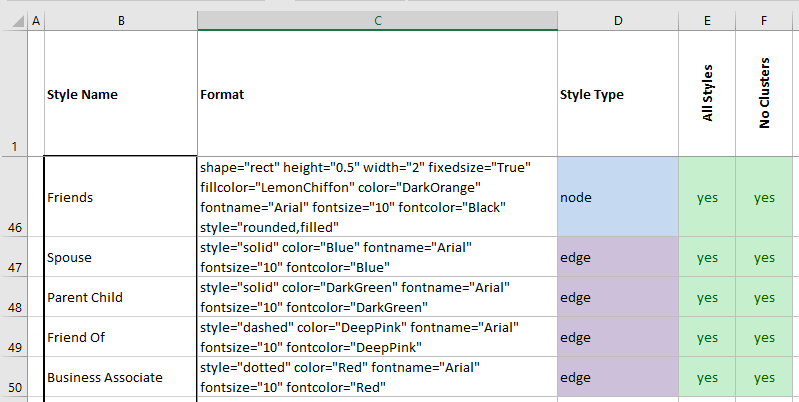 A B C D E F
1 Style Name Format Style Type All Styles No Clusters
shape="rect" height="0.5" width="2" fixedsize="True"
fillcolor="LemonChiffon" color="DarkOrange"
46 Friends fontname="Arial" fontsize="10" fontcolor="Black" node yes yes
style="rounded,filled"
47 Spouse style="solid" color="Blue" fontname="Arial" edge yes yes
fontsize="10" fontcolor="Blue"
48 Parent Child style="solid" color="DarkGreen" fontname="Arial" edge yes yes
fontsize="10" fontcolor="DarkGreen"
49 Friend Of style="dashed" color="DeepPink" fontname="Arial" edge yes yes
fontsize="10" fontcolor="DeepPink"
50 Business Associate style="dotted" color="Red" fontname="Arial" edge yes yes
fontsize="10" fontcolor="Red"